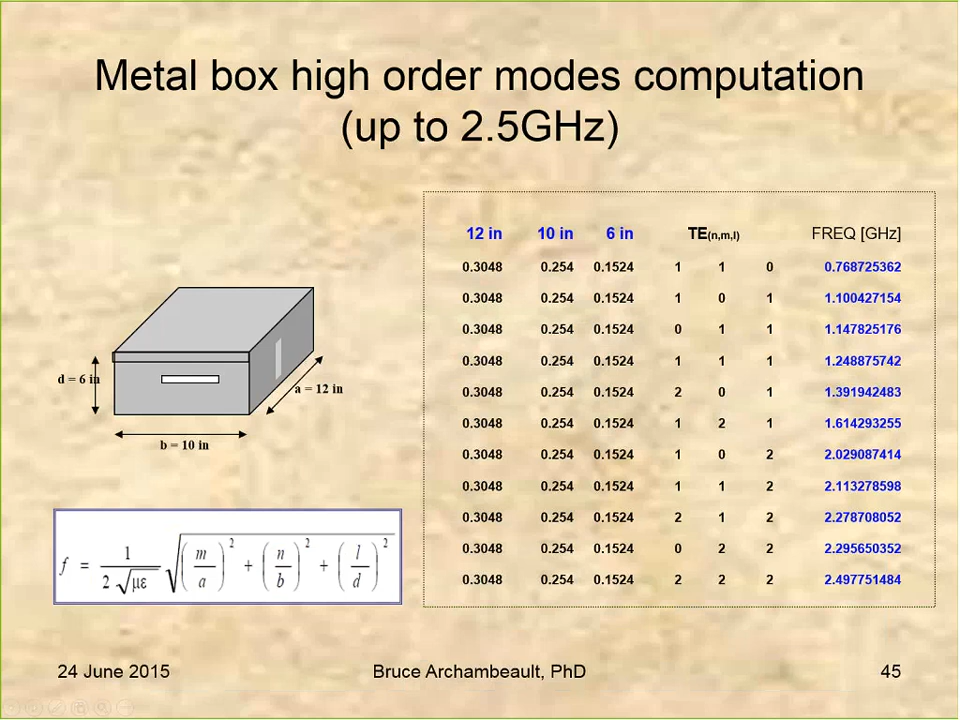 Metal box high order modes computation
(up to 2.5GHz)
12 in 10 in 6 in TE(n,m,l) FREQ [GHz]
0.3048 0.254 0.1524 1 1 0 0.768725362
0.3048 0.254 0.1524 1 0 1 1.100427154
0.3048 0.254 0.1524 0 1 1 1.147825176
0.3048 0.254 0.1524 1 1 1 1.248875742
0.3048 0.254 0.1524 2 0 1 1.391942483
0.3048 0.254 0.1524 1 2 1 1.614293255
0.3048 0.254 0.1524 1 0 2 2.029087414
0.3048 0.254 0.1524 1 1 2 2.113278598
0.3048 0.254 0.1524 2 1 2 2.278708052
0.3048 0.254 0.1524 0 2 2 2.295650352
0.3048 0.254 0.1524 2 2 2 2.497751484
d = 6 in
a = 12 in
b = 10 in
f = 1 / (2 √με) √( (m/a)² + (n/b)² + (l/d)² )
24 June 2015 Bruce Archambeault, PhD 45